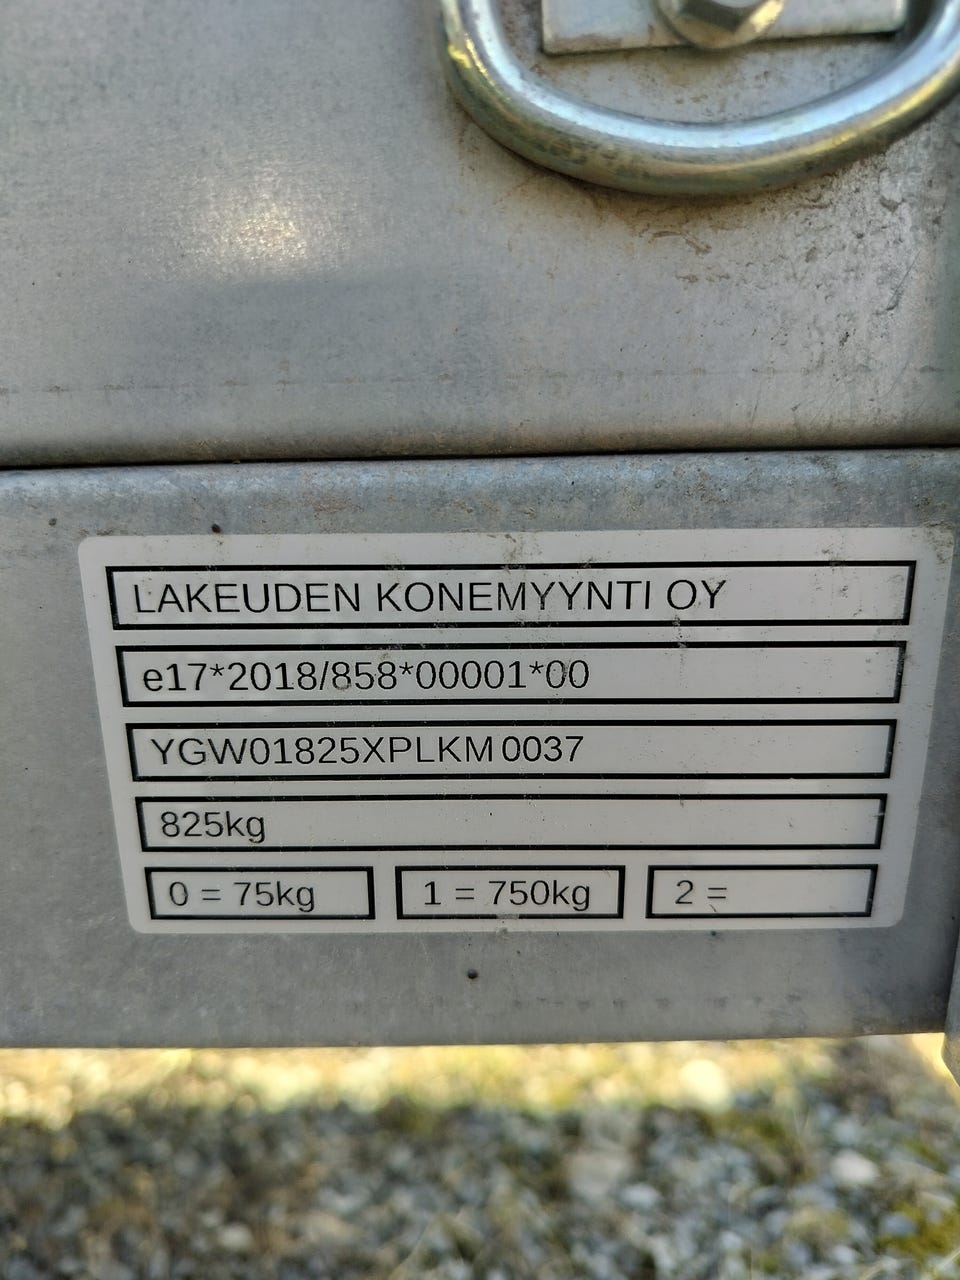 LAKEUDEN KONEMYYNTI OY
e17*2018/858*00001*00
YGW01825XPLKM0037
825kg
0 = 75kg 1 = 750kg 2 =